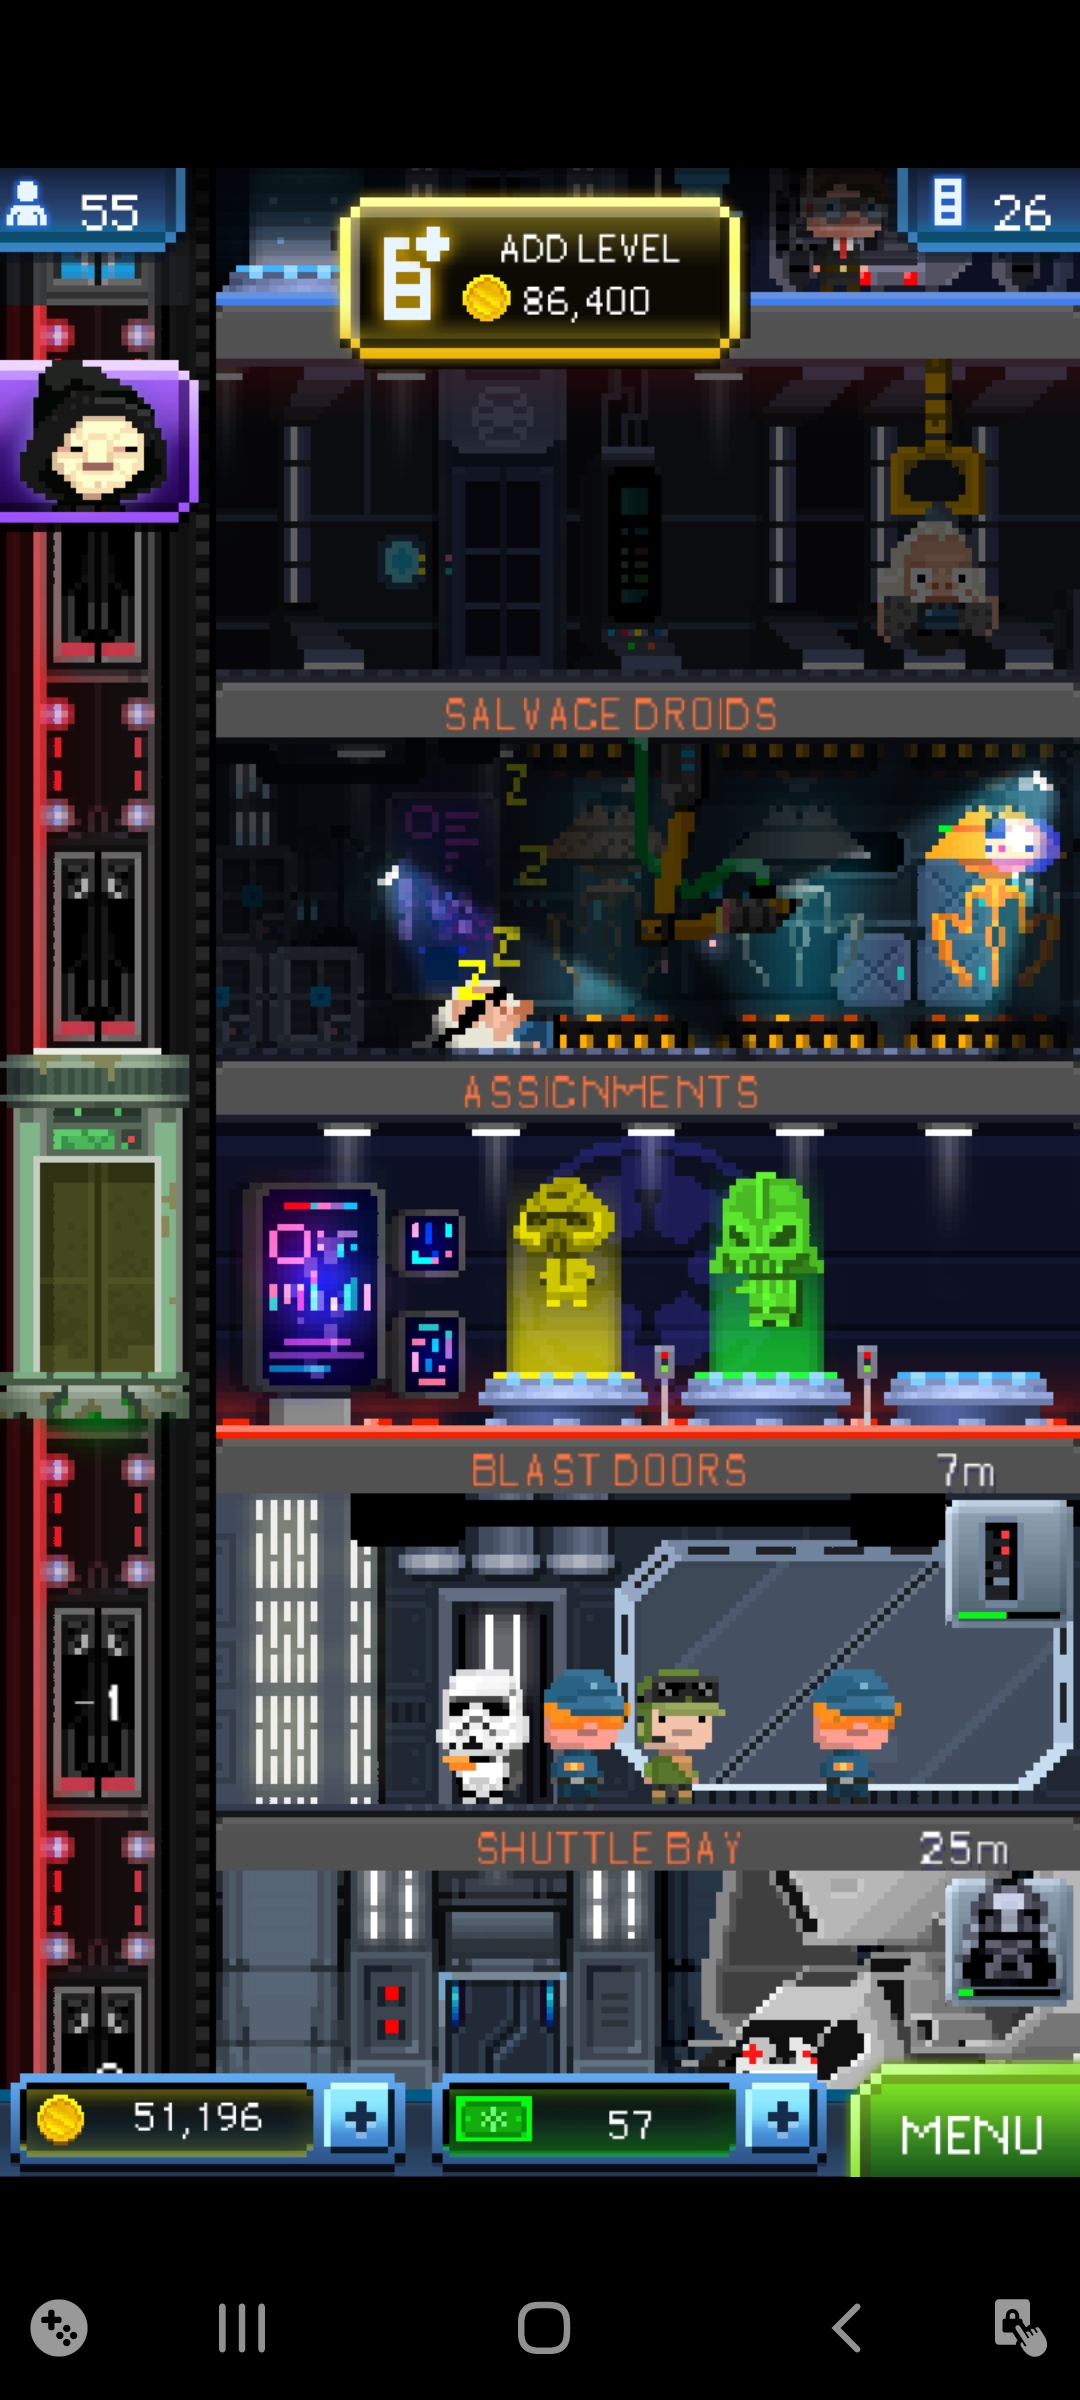 55
ADD LEVEL
86,400
26
SALVAGE DROIDS
Z
Z
Z
Z
ASSIGNMENTS
BLAST DOORS 7m
-1
SHUTTLE BAY 25m
51,196 +
57 +
MENU